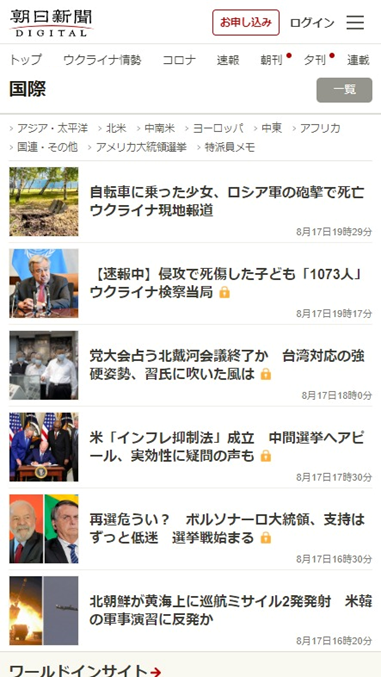 朝日新聞
DIGITAL
お申し込み
ログイン
トップ ウクライナ情勢 コロナ 速報 朝刊 夕刊 連載
国際
一覧
> アジア・太平洋 > 北米 > 中南米 > ヨーロッパ > 中東 > アフリカ
> 国連・その他 > アメリカ大統領選挙 > 特派員メモ
自転車に乗った少女、ロシア軍の砲撃で死亡
ウクライナ現地報道
8月17日19時29分
【速報中】侵攻で死傷した子ども「1073人」
ウクライナ検察当局
8月17日19時17分
党大会占う北戴河会議終了か　台湾対応の強
硬姿勢、習氏に吹いた風は
8月17日18時0分
米「インフレ抑制法」成立　中間選挙へアピ
ール、実効性に疑問の声も
8月17日17時30分
再選危うい？　ボルソナーロ大統領、支持は
ずっと低迷　選挙戦始まる
8月17日16時30分
北朝鮮が黄海上に巡航ミサイル2発発射　米韓
の軍事演習に反発か
8月17日16時20分
ワールドインサイト